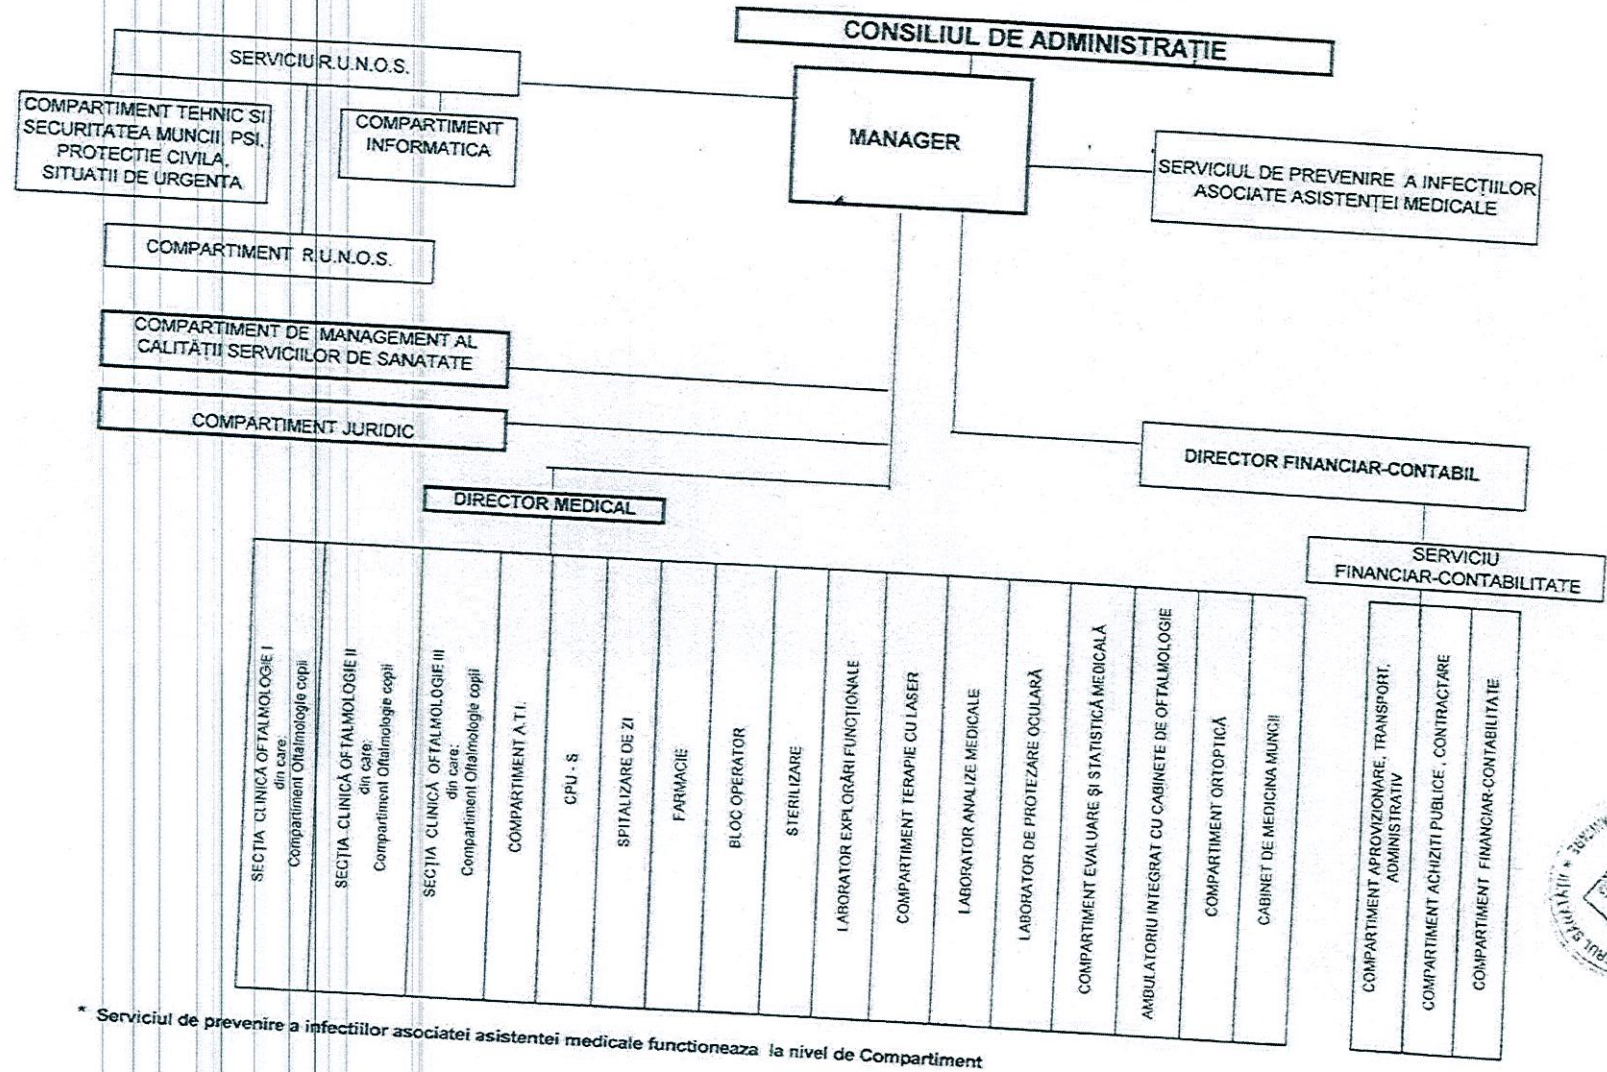 CONSILIUL DE ADMINISTRAȚIE
SERVICIU R.U.N.O.S.
COMPARTIMENT TEHNIC SI
SECURITATEA MUNCII, PSI,
PROTECTIE CIVILA,
SITUATII DE URGENTA
COMPARTIMENT
INFORMATICA
MANAGER
SERVICIUL DE PREVENIRE A INFECȚIILOR
ASOCIATE ASISTENȚEI MEDICALE
COMPARTIMENT R.U.N.O.S.
COMPARTIMENT DE MANAGEMENT AL
CALITĂȚII SERVICIILOR DE SANATATE
COMPARTIMENT JURIDIC
DIRECTOR FINANCIAR-CONTABIL
DIRECTOR MEDICAL
SERVICIU
FINANCIAR-CONTABILITATE
SECȚIA CLINICĂ OFTALMOLOGIE I
din care:
Compartiment Oftalmologie copii
SECȚIA CLINICĂ OFTALMOLOGIE II
din care:
Compartiment Oftalmologie copii
SECȚIA CLINICĂ OFTALMOLOGIE III
din care:
Compartiment Oftalmologie copii
COMPARTIMENT A.T.I.
CPU - S
SPITALIZARE DE ZI
FARMACIE
BLOC OPERATOR
STERILIZARE
LABORATOR EXPLORĂRI FUNCȚIONALE
COMPARTIMENT TERAPIE CU LASER
LABORATOR ANALIZE MEDICALE
LABORATOR DE PROTEZARE OCULARĂ
COMPARTIMENT EVALUARE ȘI STATISTICĂ MEDICALĂ
AMBULATORIU INTEGRAT CU CABINETE DE OFTALMOLOGIE
COMPARTIMENT ORTOPTICĂ
CABINET DE MEDICINA MUNCII
COMPARTIMENT APROVIZIONARE, TRANSPORT,
ADMINISTRATIV
COMPARTIMENT ACHIZITI PUBLICE , CONTRACTARE
COMPARTIMENT FINANCIAR-CONTABILITATE
* Serviciul de prevenire a infectiilor asociatei asistentei medicale functioneaza la nivel de Compartiment